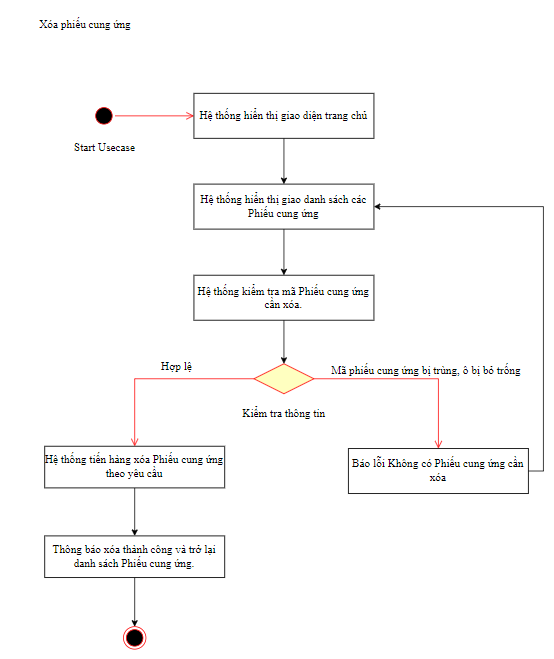 Xóa phiếu cung ứng
Hệ thống hiển thị giao diện trang chủ
Start Usecase
Hệ thống hiển thị giao danh sách các
Phiếu cung ứng
Hệ thống kiểm tra mã Phiếu cung ứng
cần xóa.
Hợp lệ
Mã phiếu cung ứng bị trùng, ô bị bỏ trống
Kiểm tra thông tin
Hệ thống tiến hảng xóa Phiếu cung ứng
theo yêu cầu
Báo lỗi Không có Phiếu cung ứng cần
xóa
Thông báo xóa thành công và trở lại
danh sách Phiếu cung ứng.